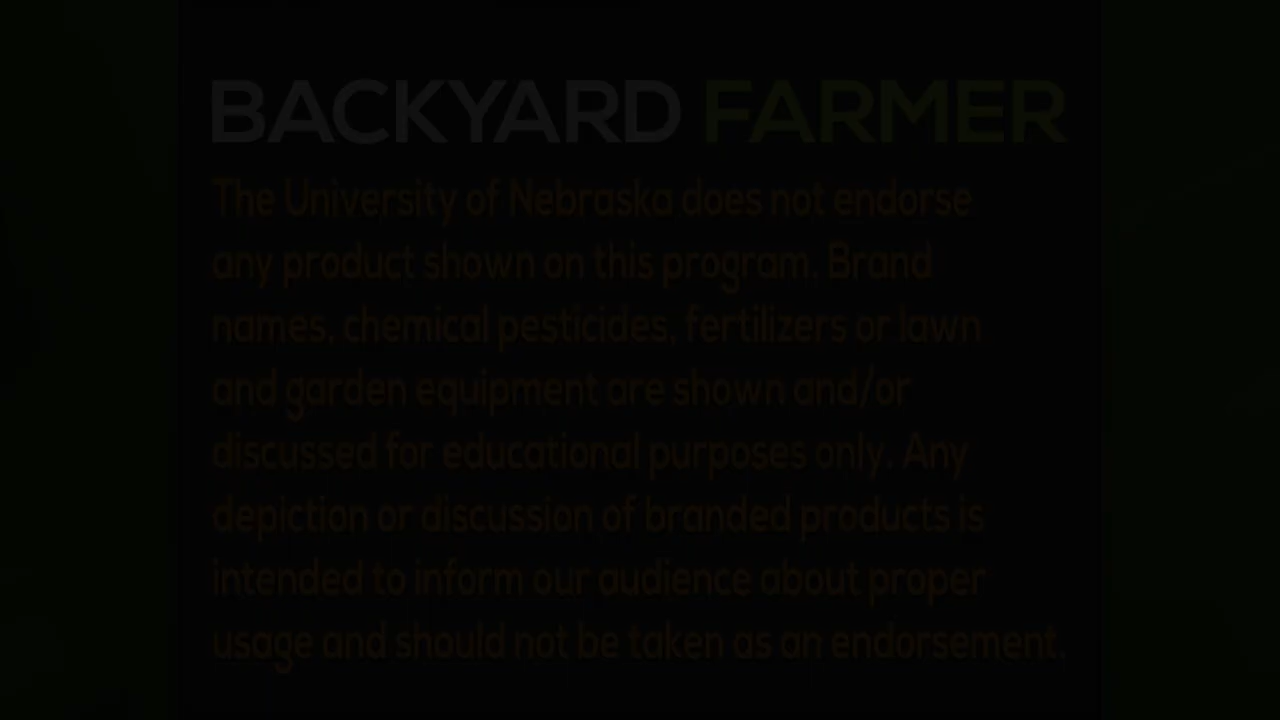 BACKYARD FARMER
The University of Nebraska does not endorse
any product shown on this program. Brand
names, chemical pesticides, fertilizers or lawn
and garden equipment are shown and/or
discussed for educational purposes only. Any
depiction or discussion of branded products is
intended to inform our audience about proper
usage and should not be taken as an endorsement.